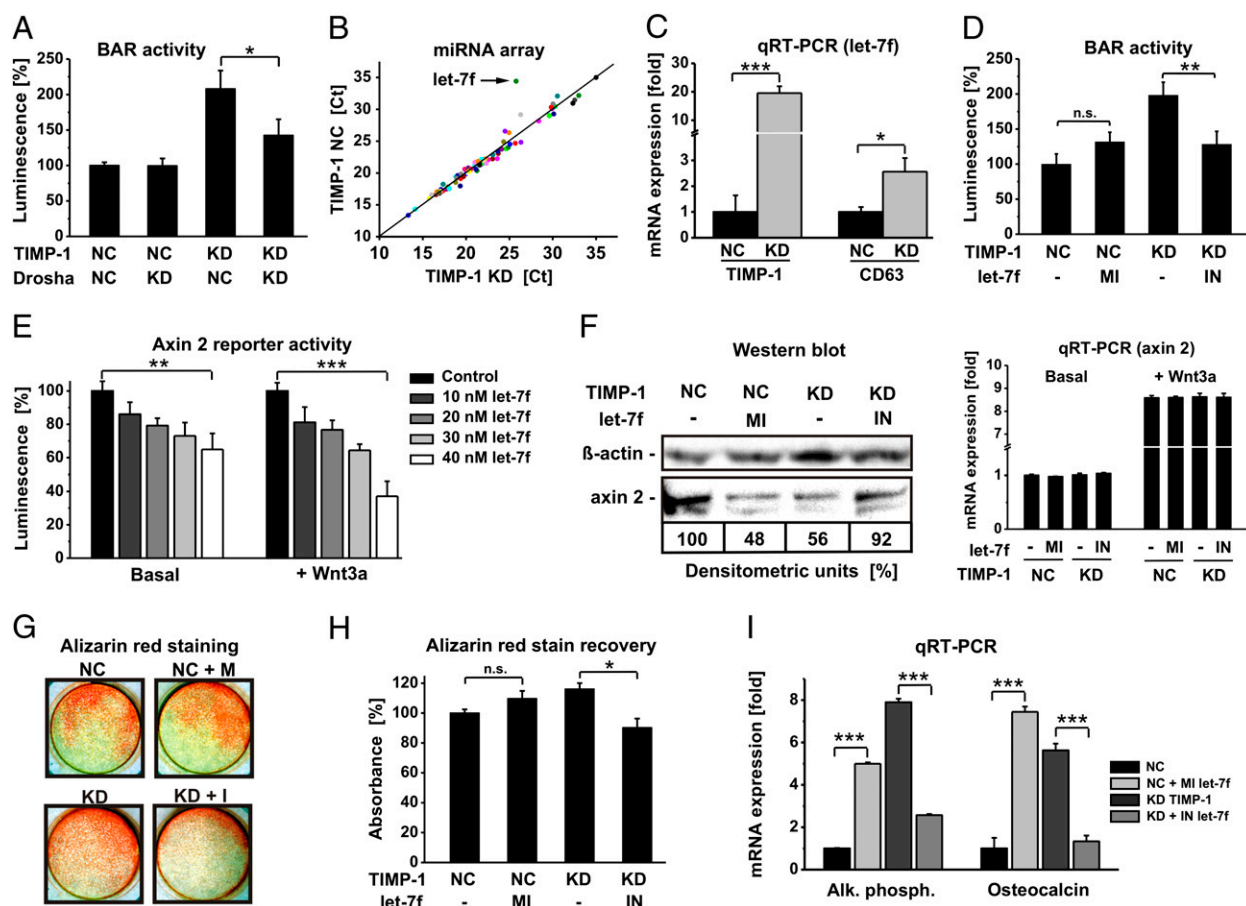 A
BAR activity
*
Luminescence [%]
250
200
150
100
50
0
TIMP-1 NC NC KD KD
Drosha NC KD NC KD
B
miRNA array
let-7f
TIMP-1 NC [Ct]
40
35
30
25
20
15
10
10 15 20 25 30 35
TIMP-1 KD [Ct]
C
qRT-PCR (let-7f)
***
*
mRNA expression [fold]
30
20
10
4
2
1
0
NC KD NC KD
TIMP-1 CD63
D
BAR activity
**
n.s.
Luminescence [%]
250
200
150
100
50
0
TIMP-1 NC NC KD KD
let-7f - MI - IN
E
Axin 2 reporter activity
** ***
Luminescence [%]
100
80
60
40
20
0
Basal + Wnt3a
Control
10 nM let-7f
20 nM let-7f
30 nM let-7f
40 nM let-7f
F
Western blot
TIMP-1 NC NC KD KD
let-7f - MI - IN
ß-actin -
axin 2 -
100 48 56 92
Densitometric units [%]
qRT-PCR (axin 2)
Basal + Wnt3a
mRNA expression [fold]
10
8
6
2
1
0
let-7f - MI - IN - MI - IN
TIMP-1 NC KD NC KD
G
Alizarin red staining
NC NC + M
KD KD + I
H
Alizarin red stain recovery
n.s. *
Absorbance [%]
120
100
80
60
40
20
0
TIMP-1 NC NC KD KD
let-7f - MI - IN
I
qRT-PCR
*** *** *** ***
mRNA expression [fold]
8
6
4
2
0
Alk. phosph. Osteocalcin
NC
NC + MI let-7f
KD TIMP-1
KD + IN let-7f